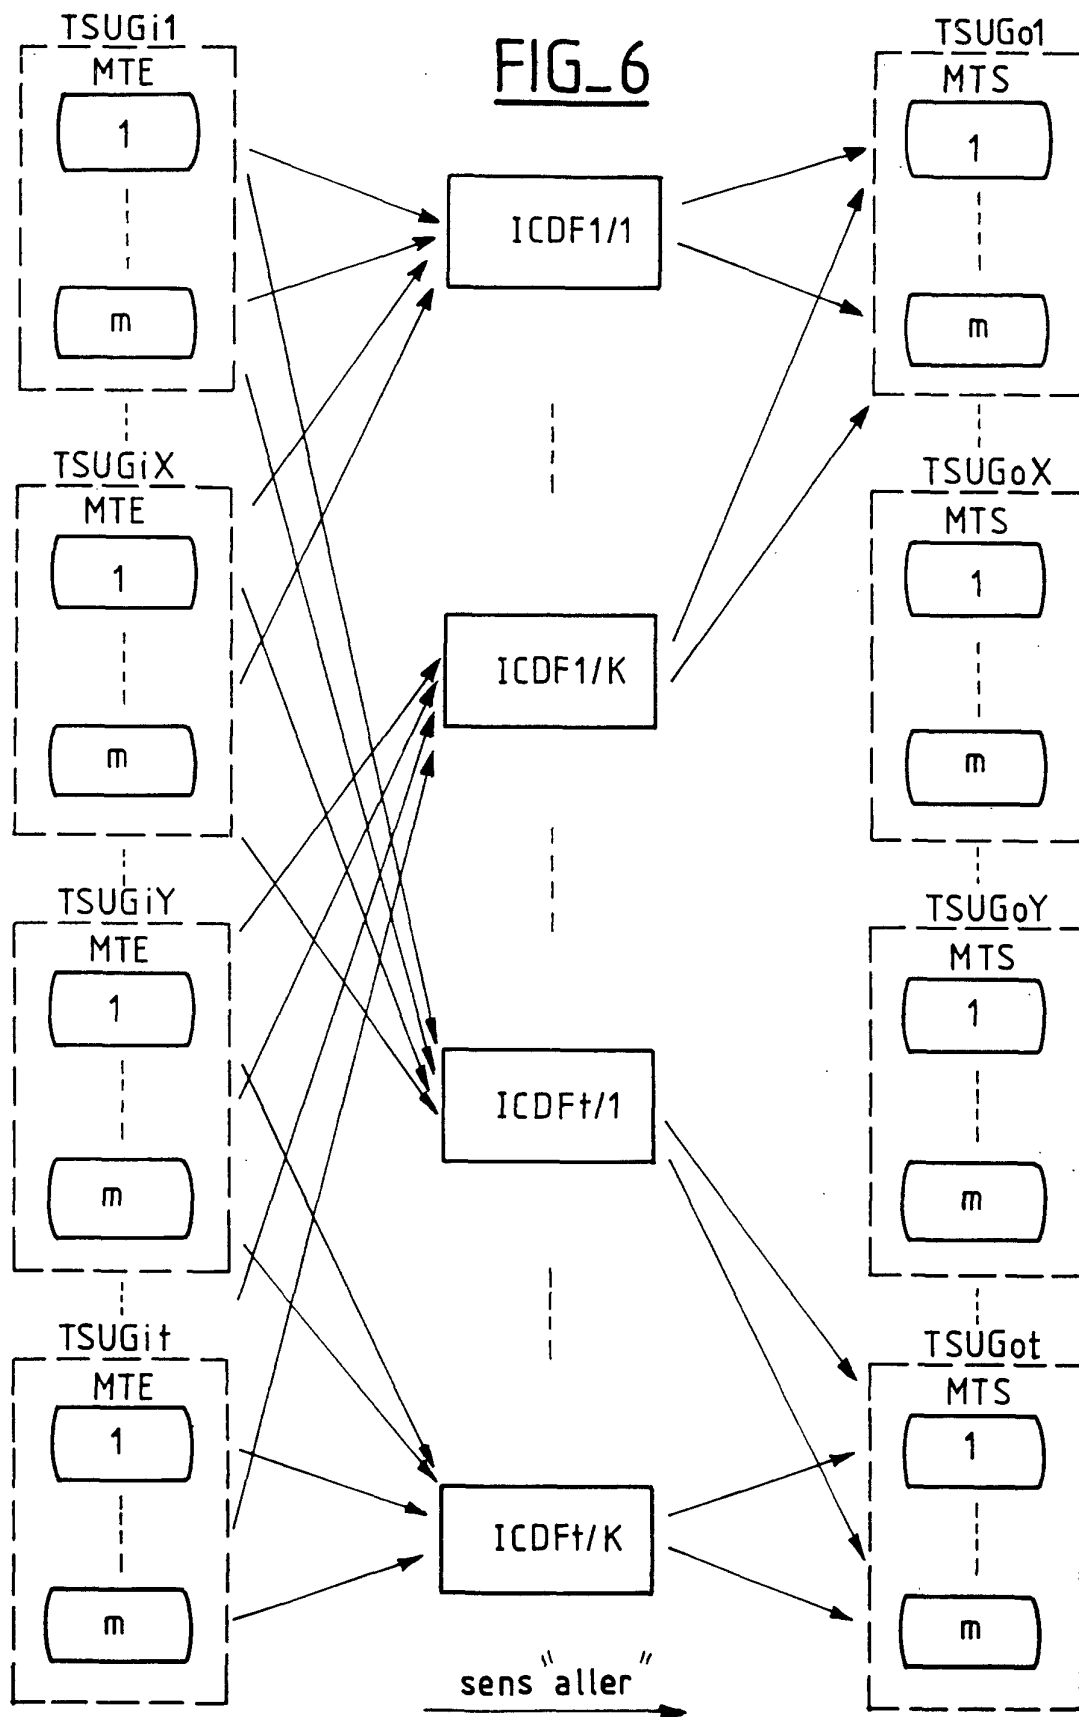 FIG_6
TSUGi1
MTE
1
m
TSUGiX
MTE
1
m
TSUGiY
MTE
1
m
TSUGit
MTE
1
m
ICDF1/1
ICDF1/K
ICDFt/1
ICDFt/K
TSUGo1
MTS
1
m
TSUGoX
MTS
1
m
TSUGoY
MTS
1
m
TSUGot
MTS
1
m
sens "aller"